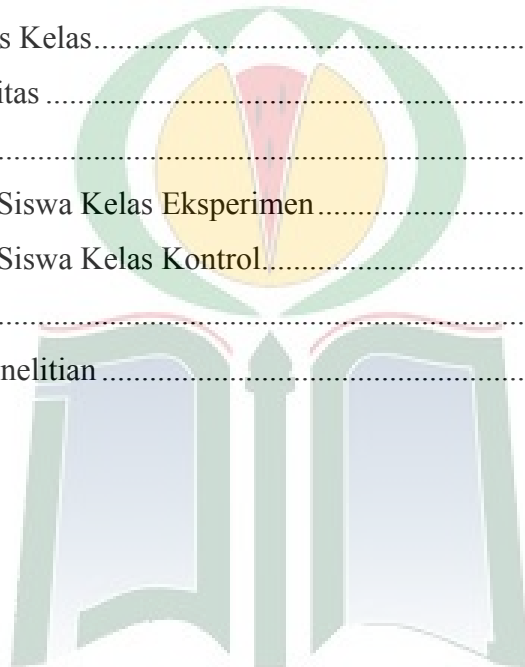 s Kelas..............................................................
itas ....................................................................
..........................................................................
Siswa Kelas Eksperimen..............................
Siswa Kelas Kontrol......................................
..........................................................................
nelitian ............................................................